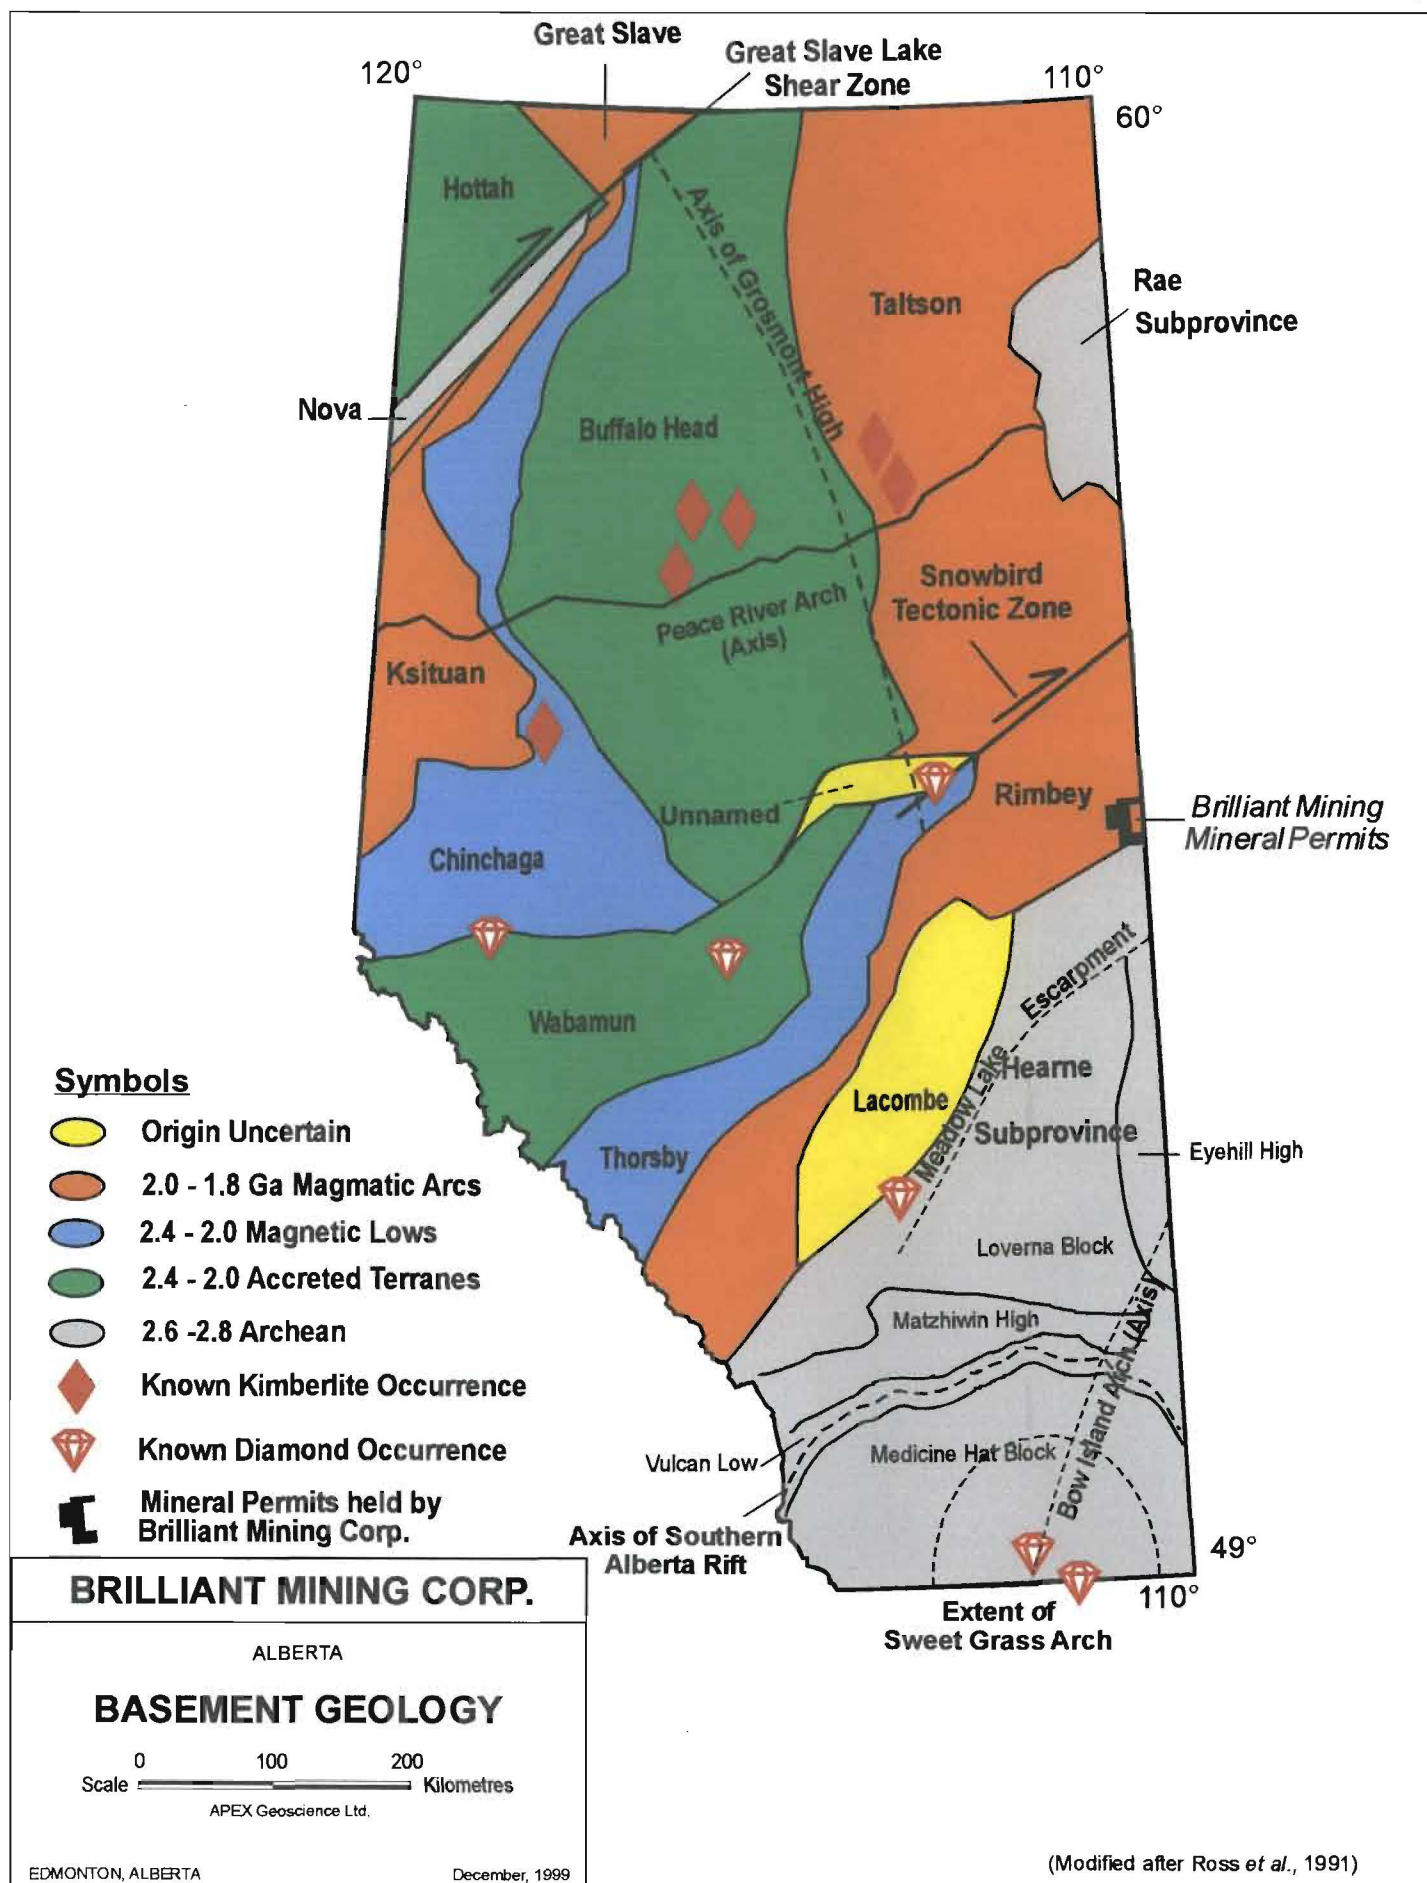 Great Slave
Great Slave Lake
Shear Zone
120°
110°
60°
Hottah
Axis of Grosmont High
Taltson
Rae
Subprovince
Nova
Buffalo Head
Snowbird
Tectonic Zone
Peace River Arch
(Axis)
Ksituan
Unnamed
Rimbey
Brilliant Mining
Mineral Permits
Chinchaga
Wabamun
Meadow Lake Escarpment
Hearne
Subprovince
Lacombe
Thorsby
Eyehill High
Loverna Block
Matzhiwin High
Bow Island Arch (Axis)
Vulcan Low
Medicine Hat Block
Axis of Southern
Alberta Rift
49°
110°
Extent of
Sweet Grass Arch
Symbols
Origin Uncertain
2.0 - 1.8 Ga Magmatic Arcs
2.4 - 2.0 Magnetic Lows
2.4 - 2.0 Accreted Terranes
2.6 -2.8 Archean
Known Kimberlite Occurrence
Known Diamond Occurrence
Mineral Permits held by
Brilliant Mining Corp.
BRILLIANT MINING CORP.
ALBERTA
BASEMENT GEOLOGY
0 100 200
Scale Kilometres
APEX Geoscience Ltd.
EDMONTON, ALBERTA December, 1999
(Modified after Ross et al., 1991)